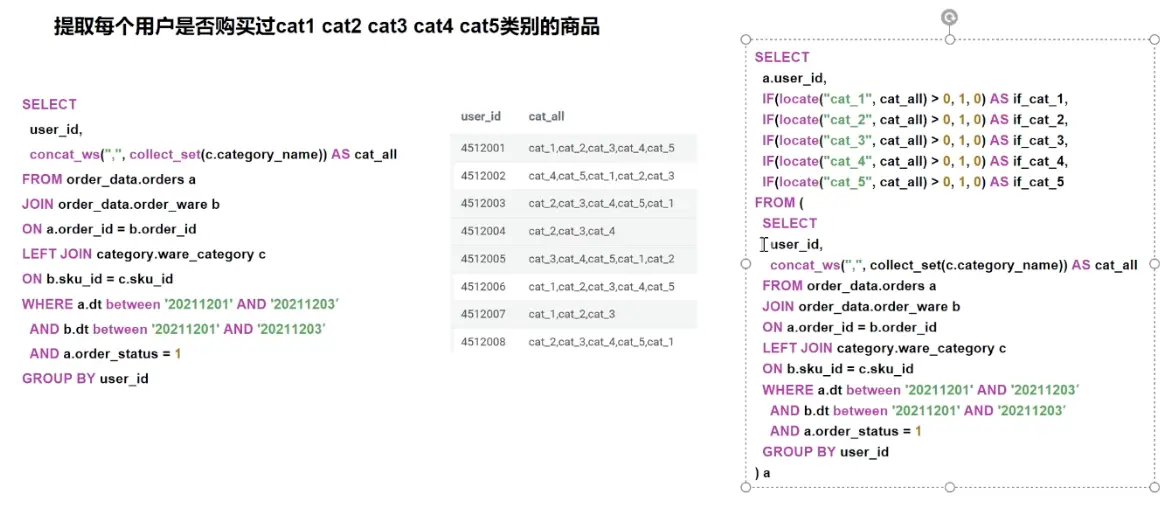 提取每个用户是否购买过cat1 cat2 cat3 cat4 cat5类别的商品
SELECT
user_id,
concat_ws(",", collect_set(c.category_name)) AS cat_all
FROM order_data.orders a
JOIN order_data.order_ware b
ON a.order_id = b.order_id
LEFT JOIN category.ware_category c
ON b.sku_id = c.sku_id
WHERE a.dt between '20211201' AND '20211203'
AND b.dt between '20211201' AND '20211203'
AND a.order_status = 1
GROUP BY user_id
user_id cat_all
4512001 cat_1,cat_2,cat_3,cat_4,cat_5
4512002 cat_4,cat_5,cat_1,cat_2,cat_3
4512003 cat_2,cat_3,cat_4,cat_5,cat_1
4512004 cat_2,cat_3,cat_4
4512005 cat_3,cat_4,cat_5,cat_1,cat_2
4512006 cat_1,cat_2,cat_3,cat_4,cat_5
4512007 cat_1,cat_2,cat_3
4512008 cat_2,cat_3,cat_4,cat_5,cat_1
SELECT
a.user_id,
IF(locate("cat_1", cat_all) > 0, 1, 0) AS if_cat_1,
IF(locate("cat_2", cat_all) > 0, 1, 0) AS if_cat_2,
IF(locate("cat_3", cat_all) > 0, 1, 0) AS if_cat_3,
IF(locate("cat_4", cat_all) > 0, 1, 0) AS if_cat_4,
IF(locate("cat_5", cat_all) > 0, 1, 0) AS if_cat_5
FROM (
SELECT
user_id,
concat_ws(",", collect_set(c.category_name)) AS cat_all
FROM order_data.orders a
JOIN order_data.order_ware b
ON a.order_id = b.order_id
LEFT JOIN category.ware_category c
ON b.sku_id = c.sku_id
WHERE a.dt between '20211201' AND '20211203'
AND b.dt between '20211201' AND '20211203'
AND a.order_status = 1
GROUP BY user_id
) a